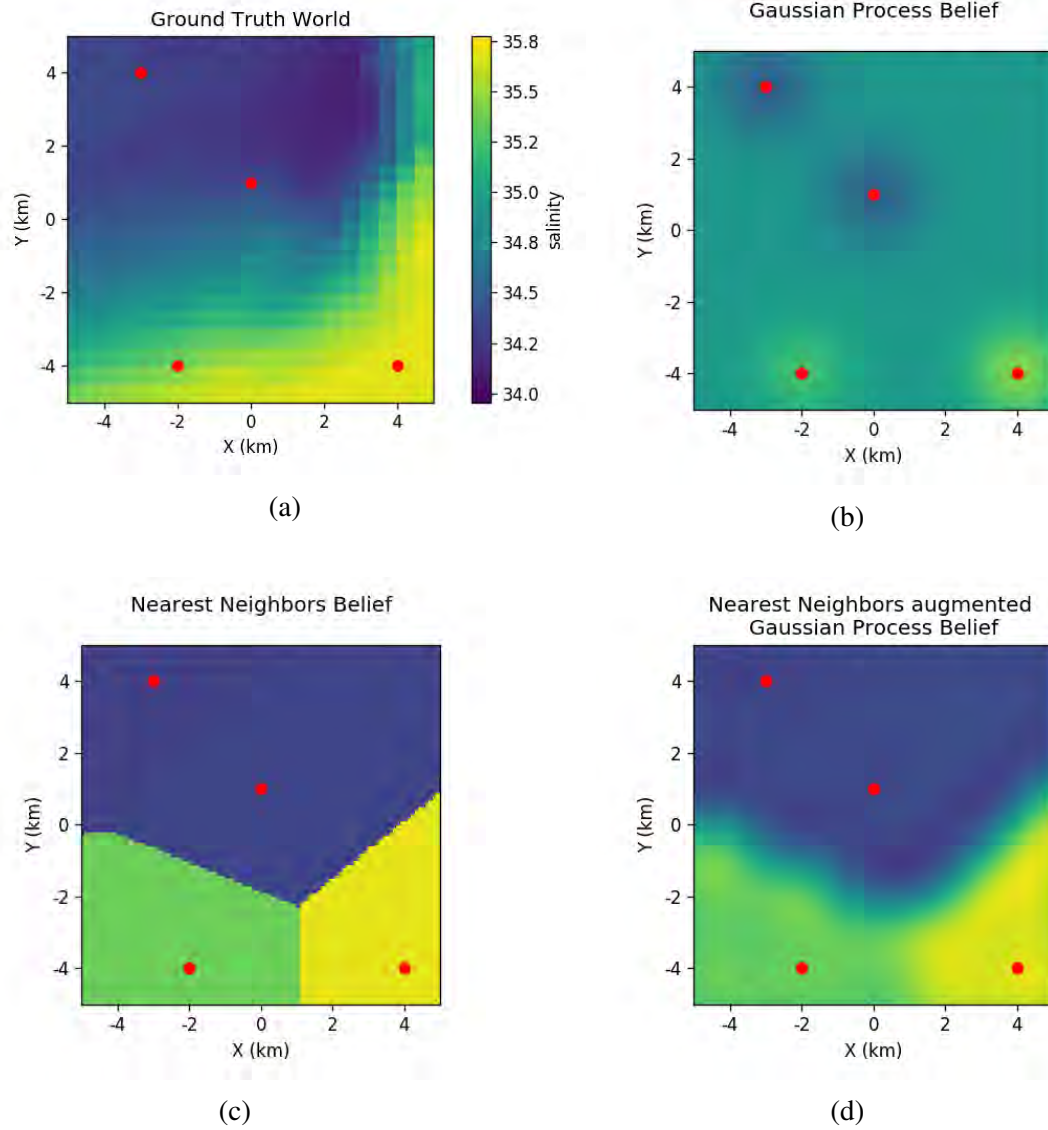 Ground Truth World
4
2
0
-2
-4
Y (km)
-4 -2 0 2 4
X (km)
35.8
35.5
35.2
35.0
34.8
34.5
34.2
34.0
salinity
(a)
Gaussian Process Belief
4
2
0
-2
-4
Y (km)
-4 -2 0 2 4
X (km)
(b)
Nearest Neighbors Belief
4
2
0
-2
-4
Y (km)
-4 -2 0 2 4
X (km)
(c)
Nearest Neighbors augmented
Gaussian Process Belief
4
2
0
-2
-4
Y (km)
-4 -2 0 2 4
X (km)
(d)